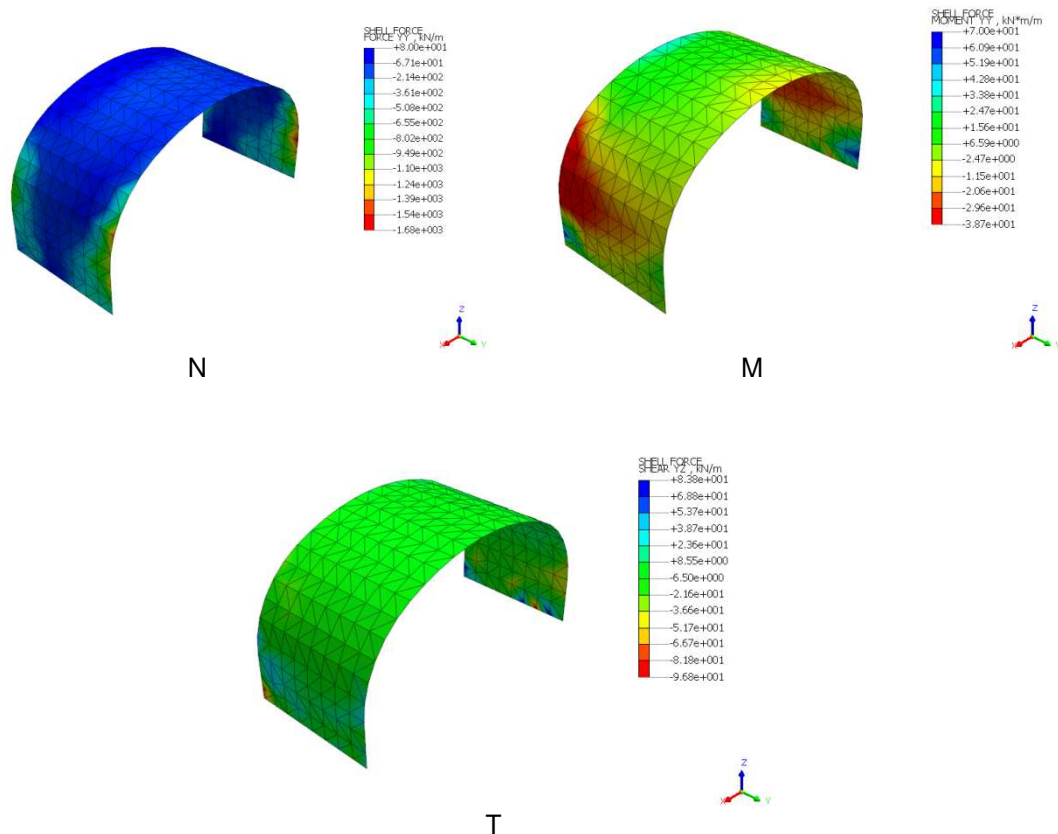 SHELL FORCE
FORCE YY , kN/m
+8.00e+001
-6.71e+001
-2.14e+002
-3.61e+002
-5.08e+002
-6.55e+002
-8.02e+002
-9.49e+002
-1.10e+003
-1.24e+003
-1.39e+003
-1.54e+003
-1.68e+003
Z
X
Y
N
SHELL FORCE
MOMENT YY , kN*m/m
+7.00e+001
+6.09e+001
+5.19e+001
+4.28e+001
+3.38e+001
+2.47e+001
+1.56e+001
+6.59e+000
-2.47e+000
-1.15e+001
-2.06e+001
-2.96e+001
-3.87e+001
Z
X
Y
M
SHELL FORCE
SHEAR YZ , kN/m
+8.38e+001
+6.88e+001
+5.37e+001
+3.87e+001
+2.36e+001
+8.55e+000
-6.50e+000
-2.16e+001
-3.66e+001
-5.17e+001
-6.67e+001
-8.18e+001
-9.68e+001
Z
X
Y
T